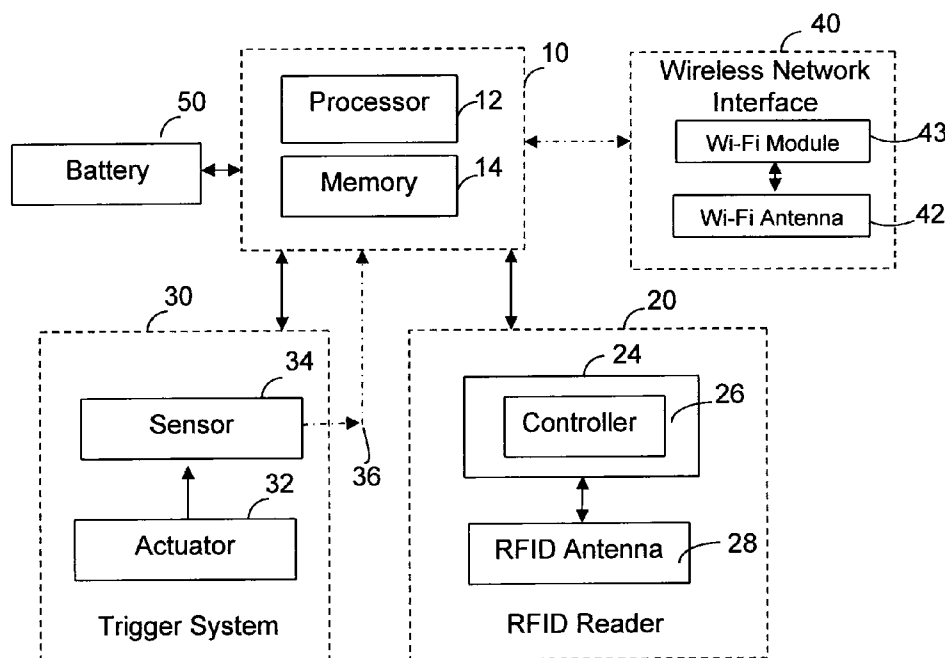 10
Processor
12
Memory
14
50
Battery
40
Wireless Network
Interface
Wi-Fi Module
43
Wi-Fi Antenna
42
30
34
Sensor
36
32
Actuator
Trigger System
20
24
Controller
26
RFID Antenna
28
RFID Reader